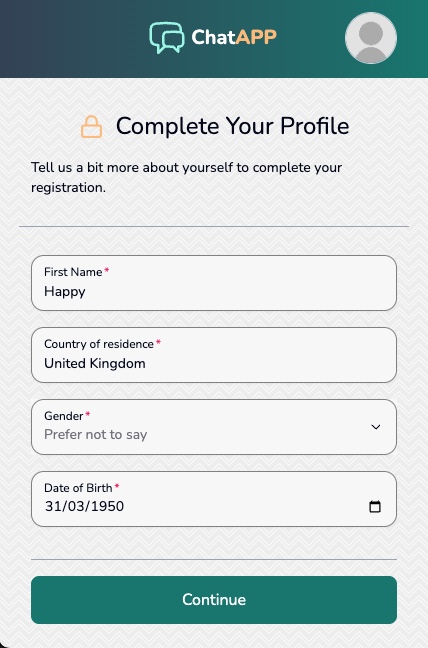 ChatAPP
Complete Your Profile
Tell us a bit more about yourself to complete your
registration.
First Name*
Happy
Country of residence*
United Kingdom
Gender*
Prefer not to say
Date of Birth*
31/03/1950
Continue